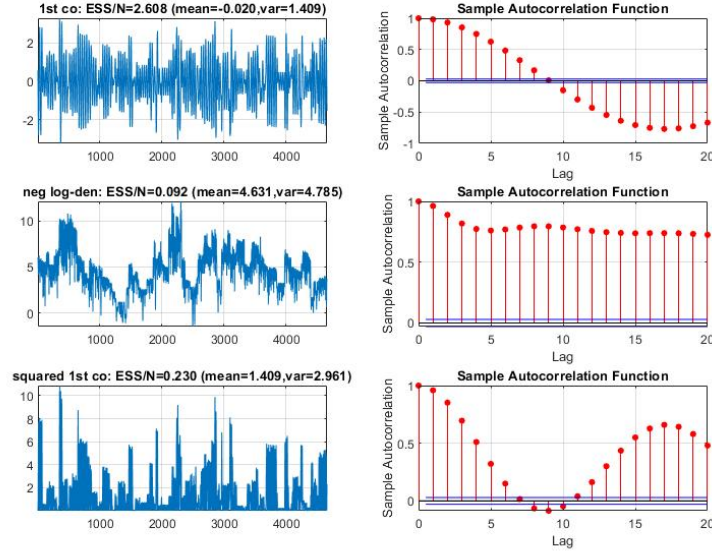 1st co: ESS/N=2.608 (mean=-0.020,var=1.409)
2
0
-2
1000 2000 3000 4000
Sample Autocorrelation Function
Sample Autocorrelation
1
0.5
0
-0.5
-1
0 5 10 15 20
Lag
neg log-den: ESS/N=0.092 (mean=4.631,var=4.785)
10
5
0
1000 2000 3000 4000
Sample Autocorrelation Function
Sample Autocorrelation
1
0.5
0
0 5 10 15 20
Lag
squared 1st co: ESS/N=0.230 (mean=1.409,var=2.961)
10
8
6
4
2
1000 2000 3000 4000
Sample Autocorrelation Function
Sample Autocorrelation
1
0.5
0
0 5 10 15 20
Lag